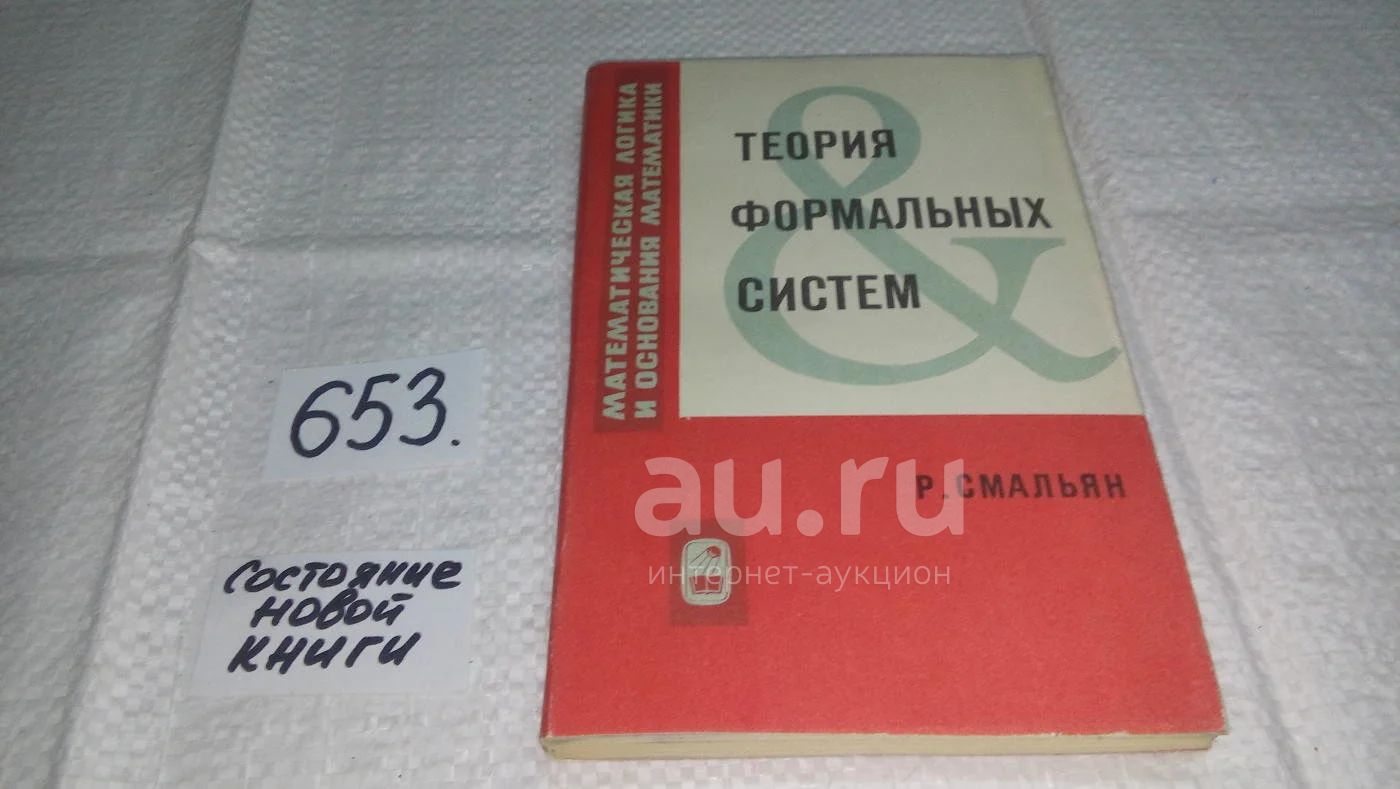 МАТЕМАТИЧЕСКАЯ ЛОГИКА
И ОСНОВАНИЯ МАТЕМАТИКИ
&
ТЕОРИЯ
ФОРМАЛЬНЫХ
СИСТЕМ
Р. СМАЛЬЯН
653.
Состояние
новой
книги
au.ru
интернет-аукцион